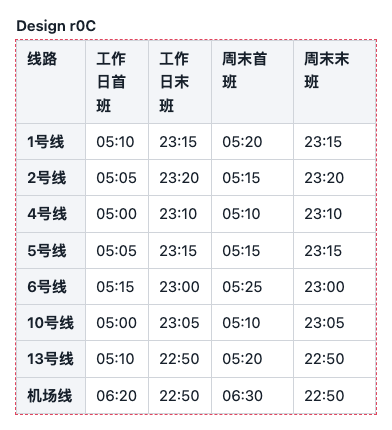 Design r0C
线路 工作日首班 工作日末班 周末首班 周末末班
1号线 05:10 23:15 05:20 23:15
2号线 05:05 23:20 05:15 23:20
4号线 05:00 23:10 05:10 23:10
5号线 05:05 23:15 05:15 23:15
6号线 05:15 23:00 05:25 23:00
10号线 05:00 23:05 05:10 23:05
13号线 05:10 22:50 05:20 22:50
机场线 06:20 22:50 06:30 22:50